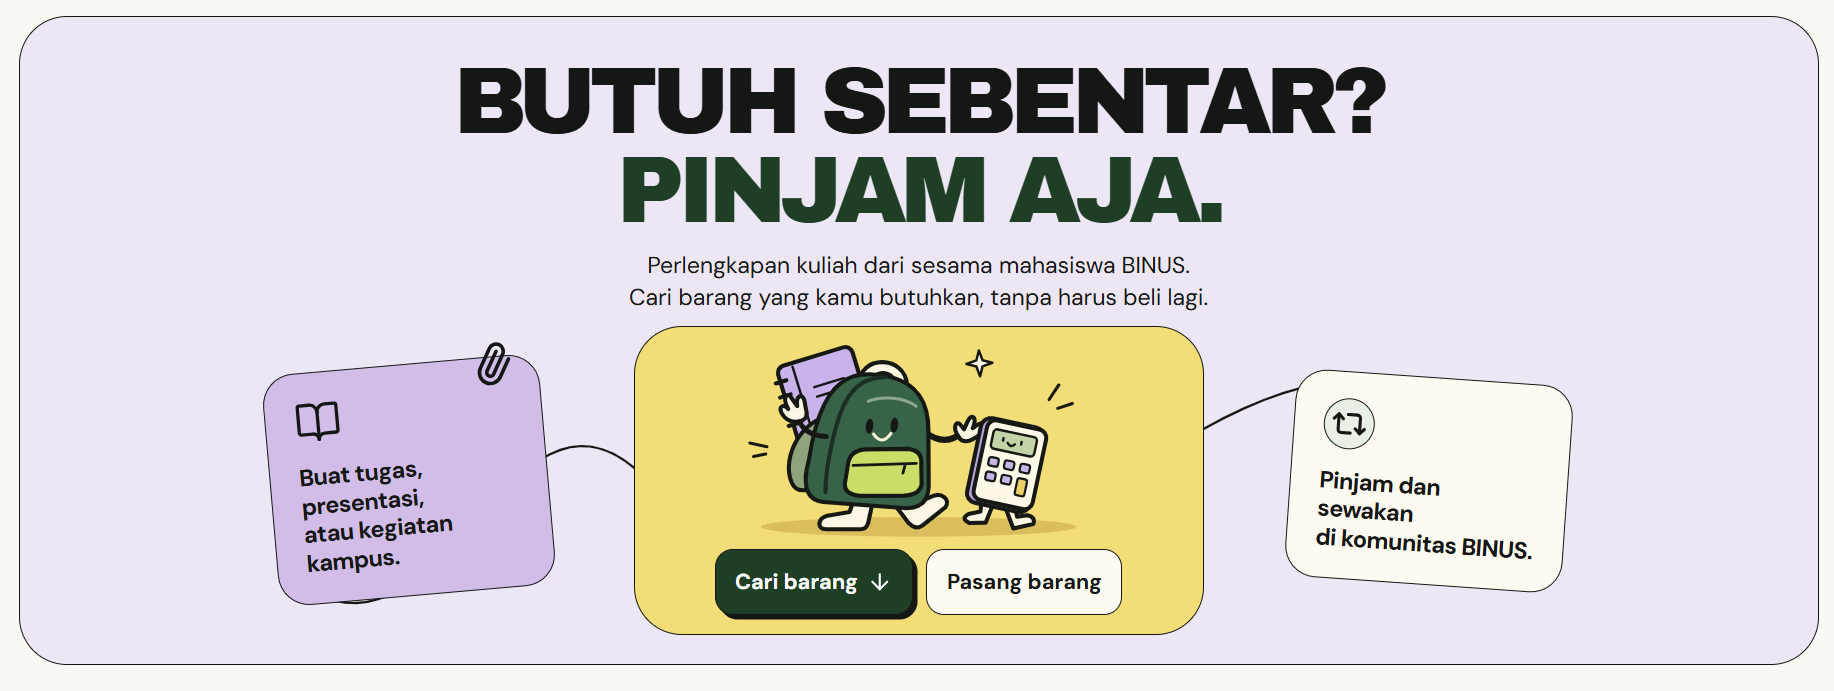 BUTUH SEBENTAR?
PINJAM AJA.
Perlengkapan kuliah dari sesama mahasiswa BINUS.
Cari barang yang kamu butuhkan, tanpa harus beli lagi.
Buat tugas,
presentasi,
atau kegiatan
kampus.
Cari barang ↓
Pasang barang
Pinjam dan
sewakan
di komunitas BINUS.